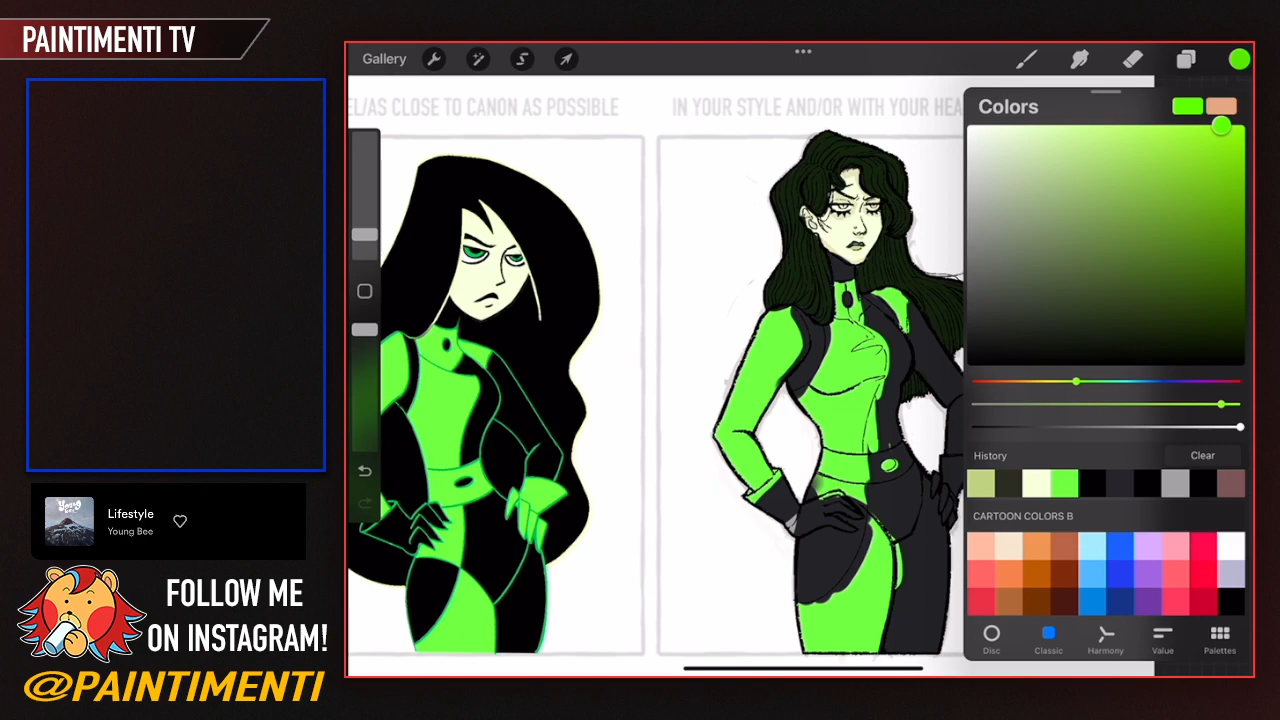 PAINTIMENTI TV
Gallery
EL/AS CLOSE TO CANON AS POSSIBLE
IN YOUR STYLE AND/OR WITH YOUR HEA
Colors
History
Clear
CARTOON COLORS B
Disc
Classic
Harmony
Value
Palettes
Lifestyle
Young Bee
FOLLOW ME
ON INSTAGRAM!
@PAINTIMENTI